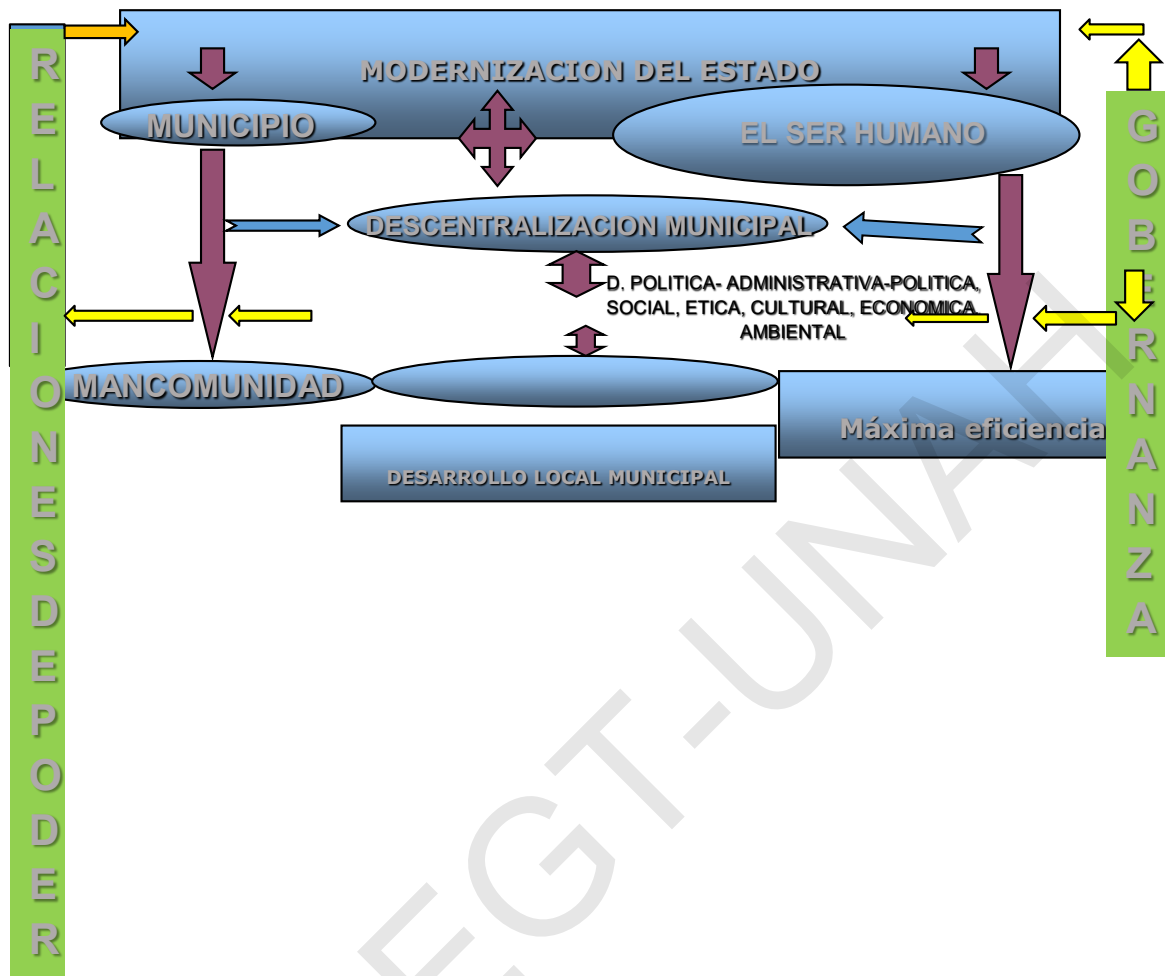 MODERNIZACION DEL ESTADO
MUNICIPIO
EL SER HUMANO
DESCENTRALIZACION MUNICIPAL
D. POLITICA- ADMINISTRATIVA-POLITICA,
SOCIAL, ETICA, CULTURAL, ECONOMICA.
AMBIENTAL
MANCOMUNIDAD
Máxima eficiencia
DESARROLLO LOCAL MUNICIPAL
RELACIONESDEPODER
GOBERNANZA
EGT-UNAH